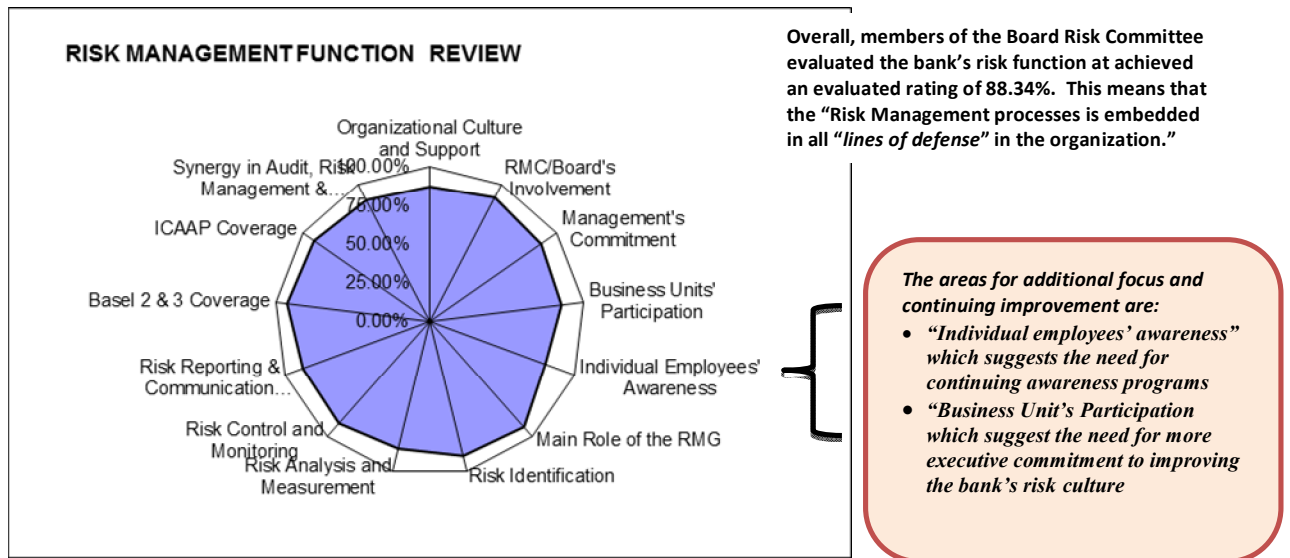 RISK MANAGEMENT FUNCTION REVIEW
Overall, members of the Board Risk Committee
evaluated the bank's risk function at achieved
an evaluated rating of 88.34%. This means that
the “Risk Management processes is embedded
in all “lines of defense” in the organization.”
Organizational Culture
and Support
RMC/Board's
Involvement
Management's
Commitment
Business Units'
Participation
Individual Employees'
Awareness
Main Role of the RMG
Risk Identification
Risk Analysis and
Measurement
Risk Control and
Monitoring
Risk Reporting &
Communication...
Basel 2 & 3 Coverage
ICAAP Coverage
Synergy in Audit, Risk
Management &...
100.00%
75.00%
50.00%
25.00%
0.00%
The areas for additional focus and
continuing improvement are:
• “Individual employees' awareness”
which suggests the need for
continuing awareness programs
• “Business Unit's Participation
which suggest the need for more
executive commitment to improving
the bank's risk culture